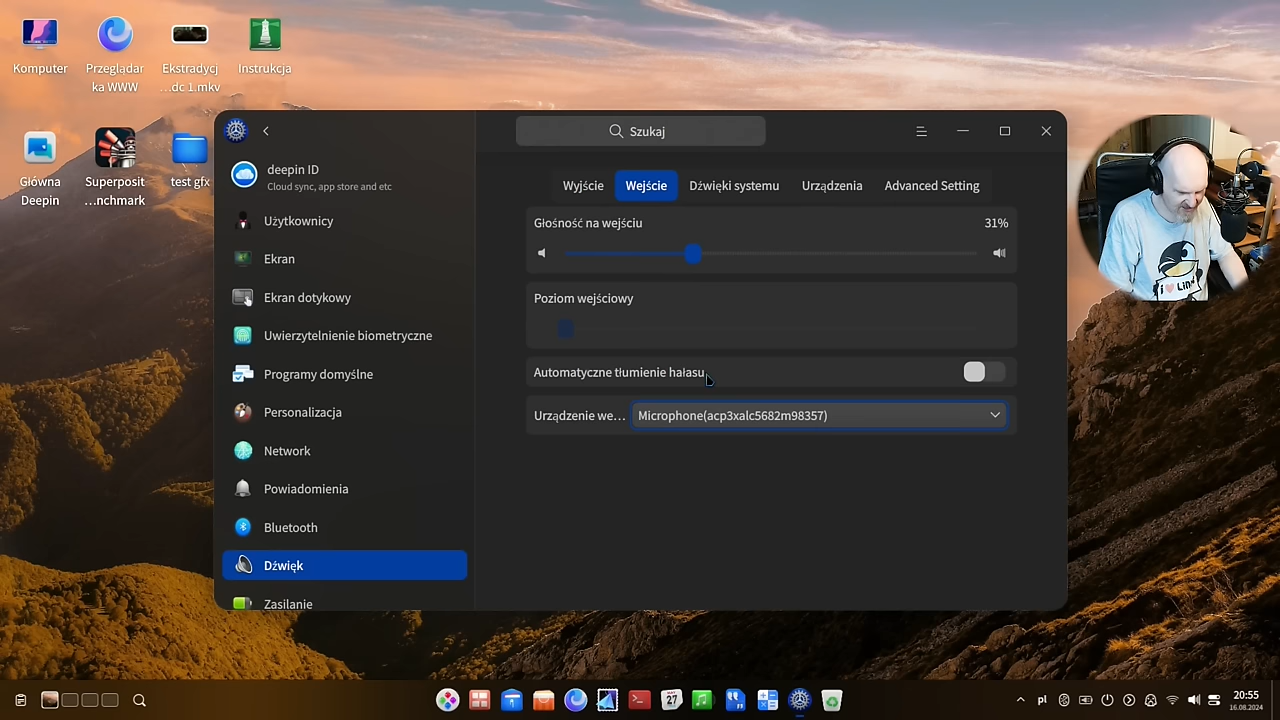 Komputer
Przeglądar
ka WWW
Ekstradycj
…dc 1.mkv
Instrukcja
Główna
Deepin
Superposit
…nchmark
test gfx
Szukaj
deepin ID
Cloud sync, app store and etc
Użytkownicy
Ekran
Ekran dotykowy
Uwierzytelnienie biometryczne
Programy domyślne
Personalizacja
Network
Powiadomienia
Bluetooth
Dźwięk
Zasilanie
Wyjście
Wejście
Dźwięki systemu
Urządzenia
Advanced Setting
Głośność na wejściu
31%
Poziom wejściowy
Automatyczne tłumienie hałasu
Urządzenie we…
Microphone(acp3xalc5682m98357)
27
pl
20:55
16.08.2024